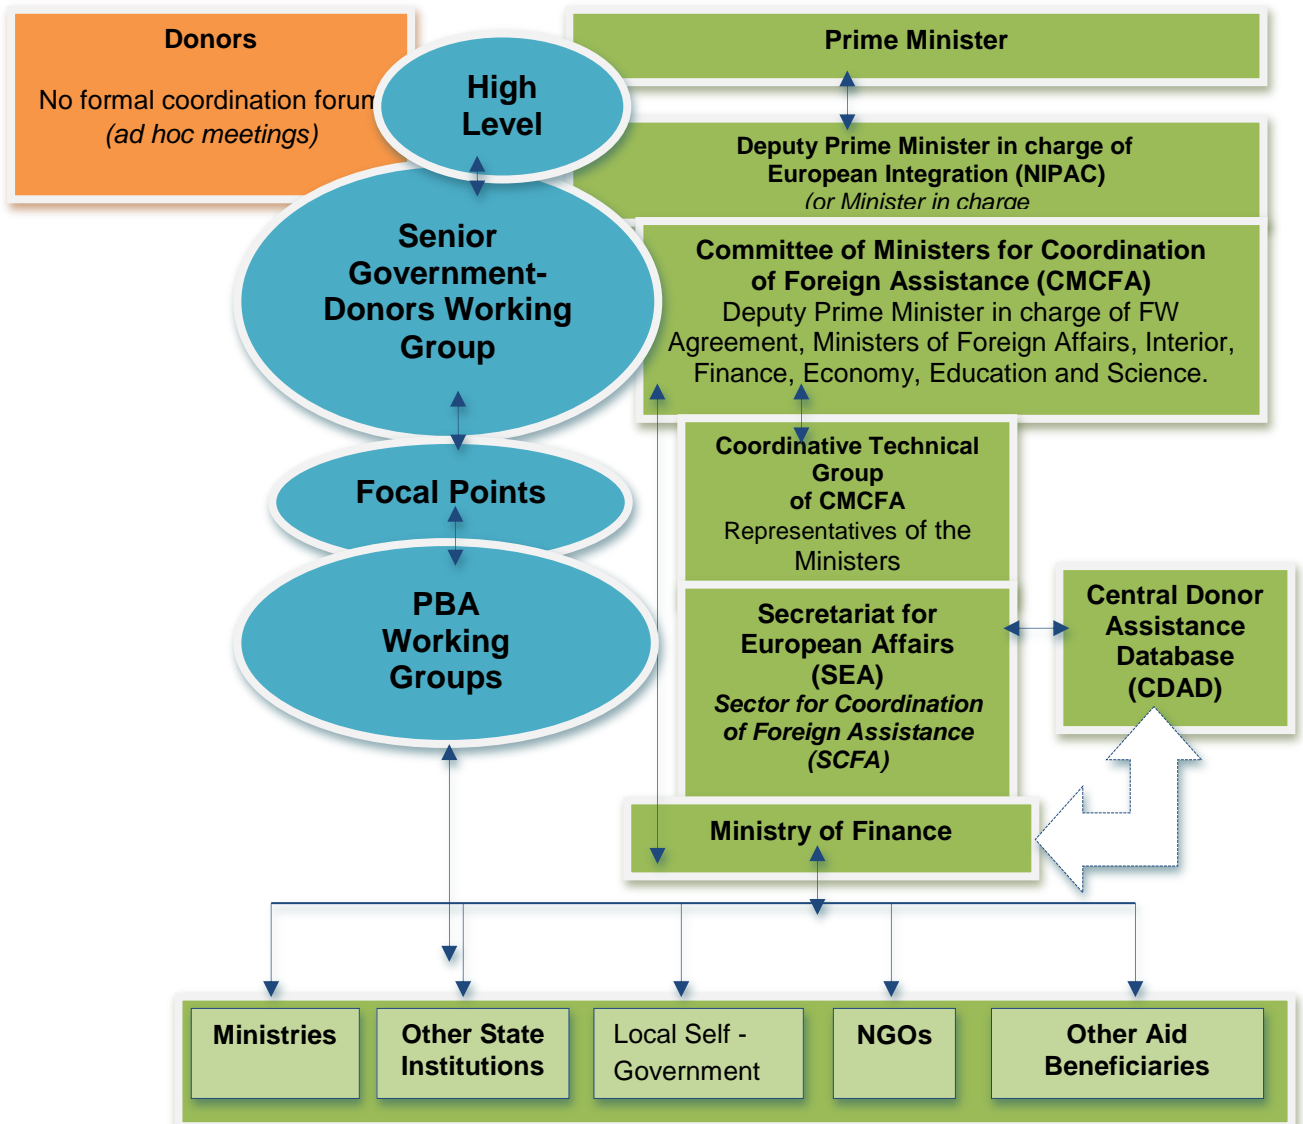 Donors
No formal coordination forum
(ad hoc meetings)
High
Level
Prime Minister
Deputy Prime Minister in charge of
European Integration (NIPAC)
(or Minister in charge
Senior
Government-
Donors Working
Group
Committee of Ministers for Coordination
of Foreign Assistance (CMCFA)
Deputy Prime Minister in charge of FW
Agreement, Ministers of Foreign Affairs, Interior,
Finance, Economy, Education and Science.
Focal Points
Coordinative Technical
Group
of CMCFA
Representatives of the
Ministers
PBA
Working
Groups
Secretariat for
European Affairs
(SEA)
Sector for Coordination
of Foreign Assistance
(SCFA)
Central Donor
Assistance
Database
(CDAD)
Ministry of Finance
Ministries
Other State
Institutions
Local Self -
Government
NGOs
Other Aid
Beneficiaries